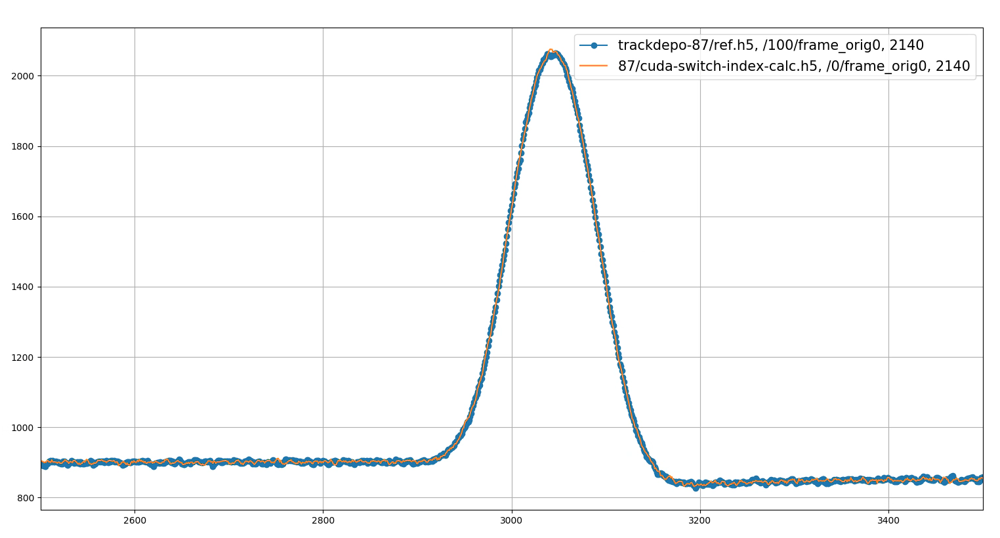 trackdepo-87/ref.h5, /100/frame_orig0, 2140
87/cuda-switch-index-calc.h5, /0/frame_orig0, 2140
2000
1800
1600
1400
1200
1000
800
2600 2800 3000 3200 3400